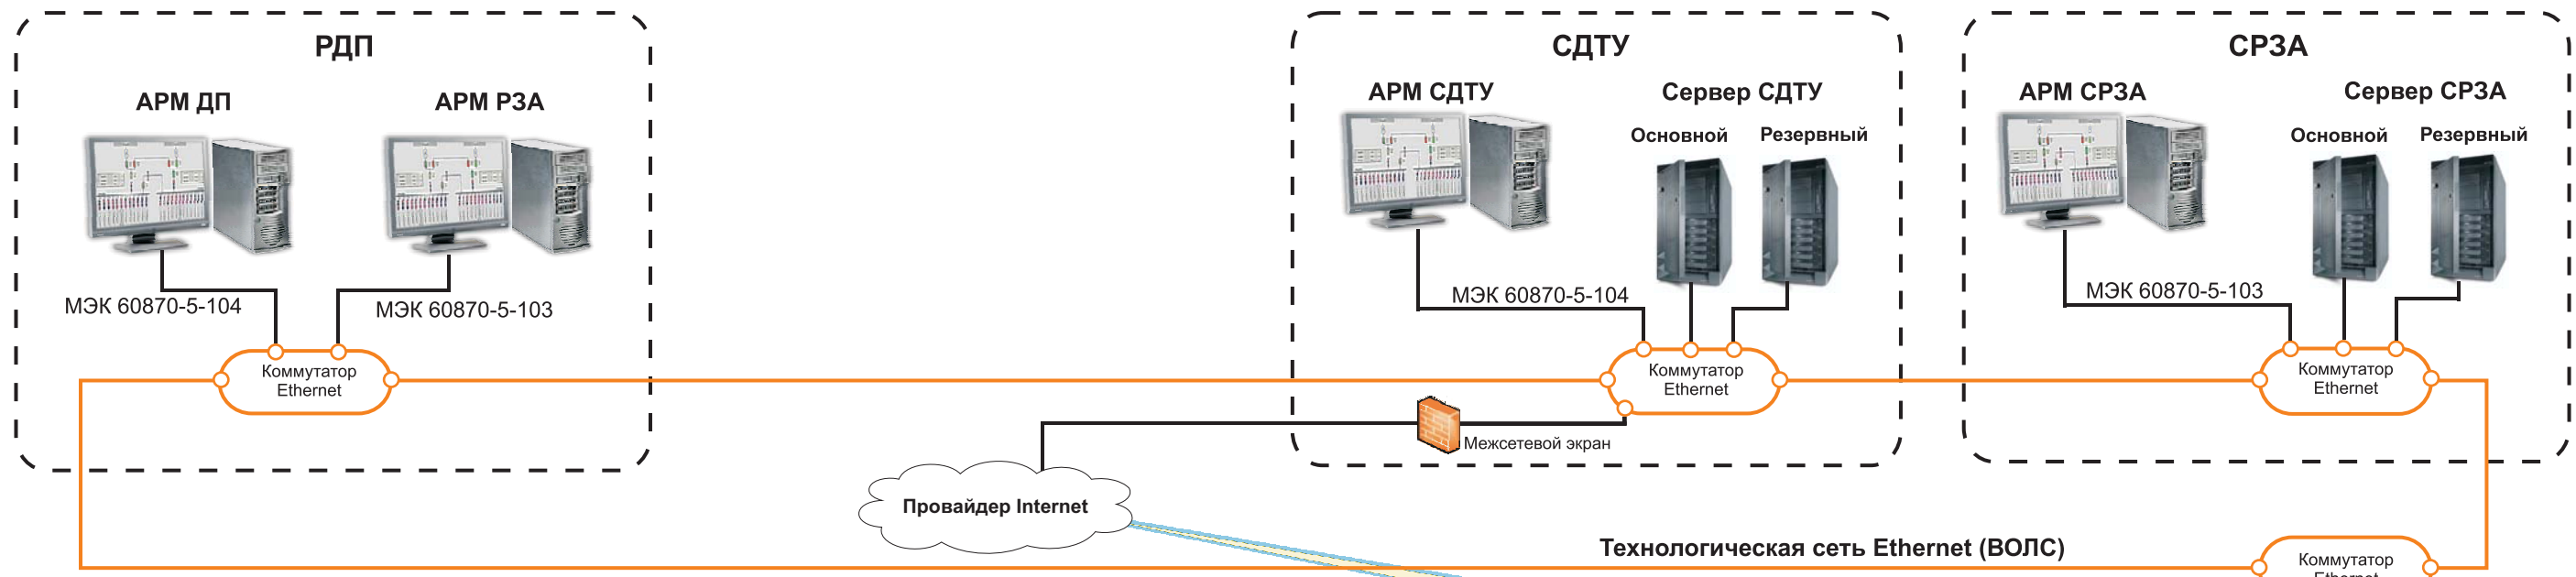 РДП
АРМ ДП
АРМ РЗА
МЭК 60870-5-104
МЭК 60870-5-103
Коммутатор
Ethernet
СДТУ
АРМ СДТУ
Сервер СДТУ
Основной
Резервный
МЭК 60870-5-104
Коммутатор
Ethernet
Межсетевой экран
СРЗА
АРМ СРЗА
Сервер СРЗА
Основной
Резервный
МЭК 60870-5-103
Коммутатор
Ethernet
Провайдер Internet
Технологическая сеть Ethernet (ВОЛС)
Коммутатор
Ethernet